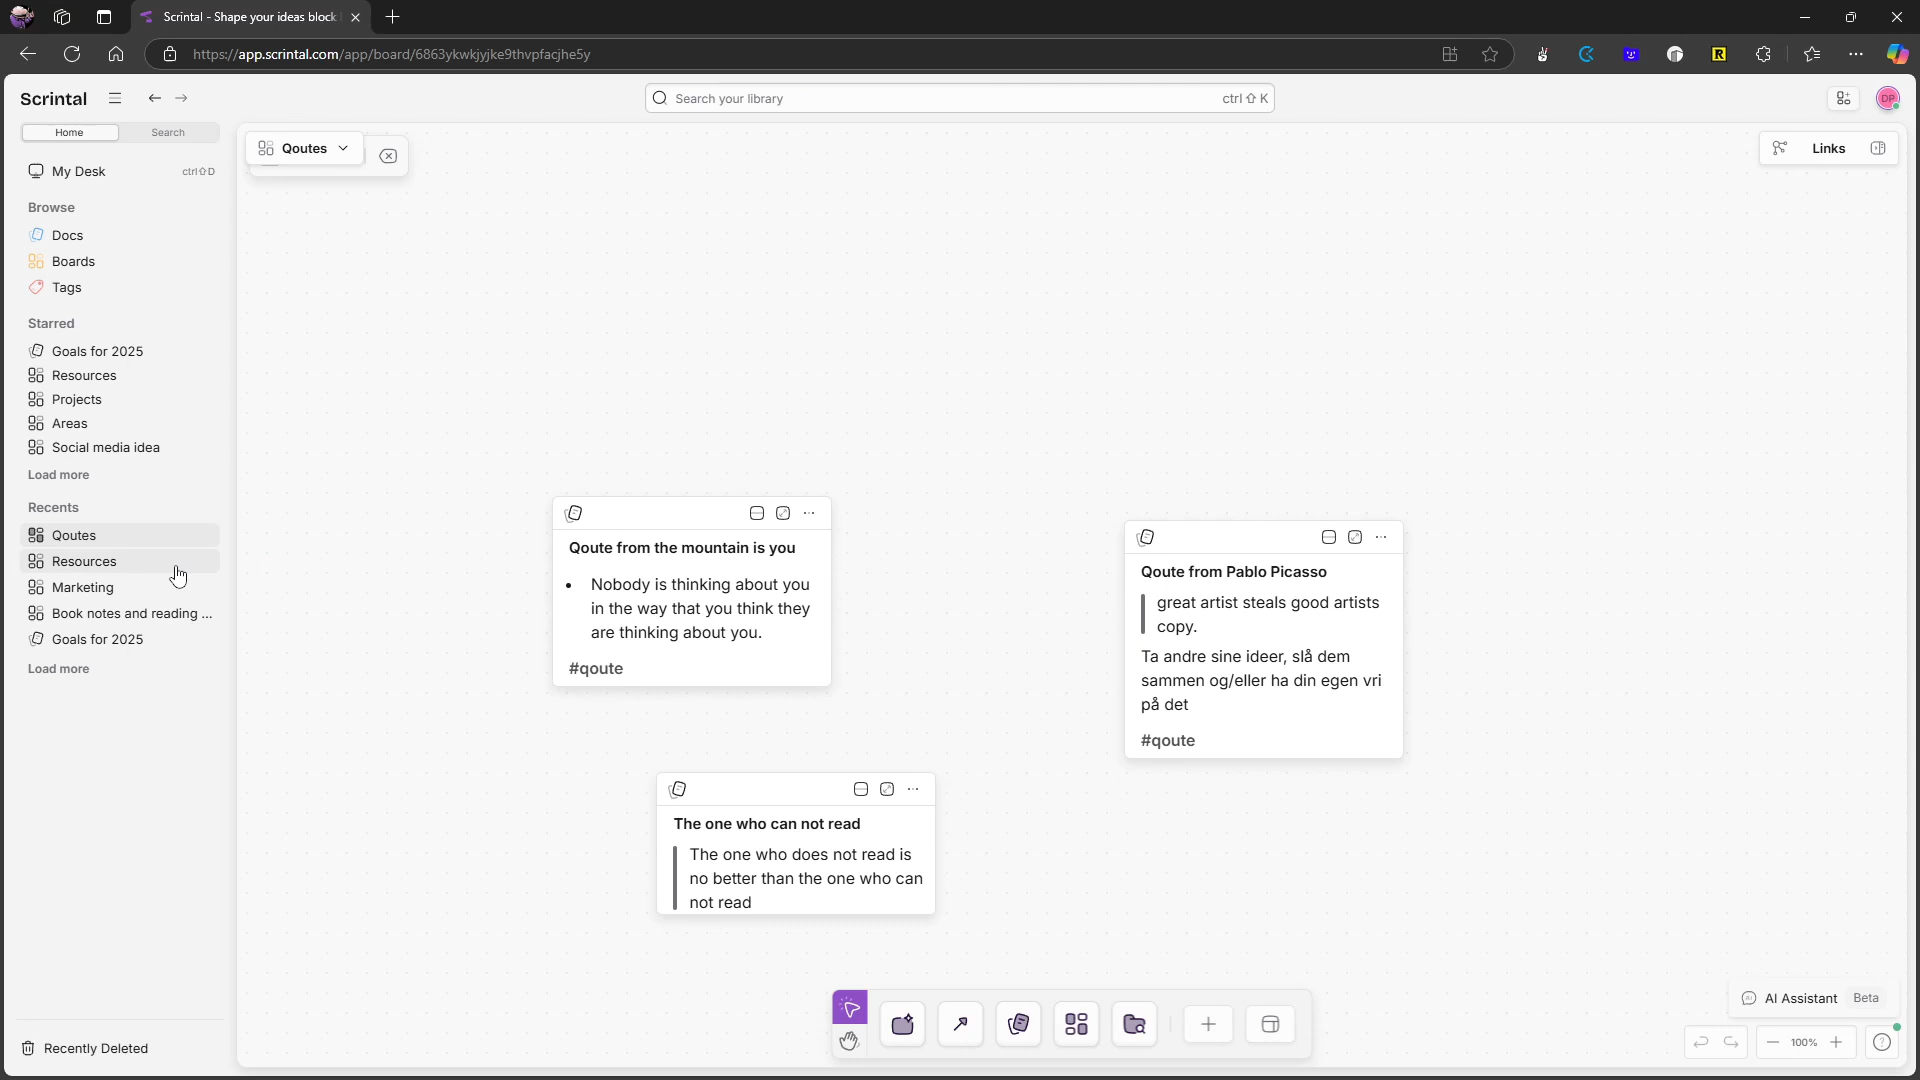 Scrintal - Shape your ideas block
https://app.scrintal.com/app/board/6863ykwkjyjke9thvpfacjhe5y
Scrintal
Search your library
ctrl⇧K
DP
Home
Search
Qoutes
Links
My Desk
ctrl⇧D
Browse
Docs
Boards
Tags
Starred
Goals for 2025
Resources
Projects
Areas
Social media idea
Load more
Recents
Qoutes
Resources
Marketing
Book notes and reading ...
Goals for 2025
Load more
Recently Deleted
Qoute from the mountain is you
• Nobody is thinking about you
in the way that you think they
are thinking about you.
#qoute
Qoute from Pablo Picasso
great artist steals good artists
copy.
Ta andre sine ideer, slå dem
sammen og/eller ha din egen vri
på det
#qoute
The one who can not read
The one who does not read is
no better than the one who can
not read
AI Assistant Beta
100%